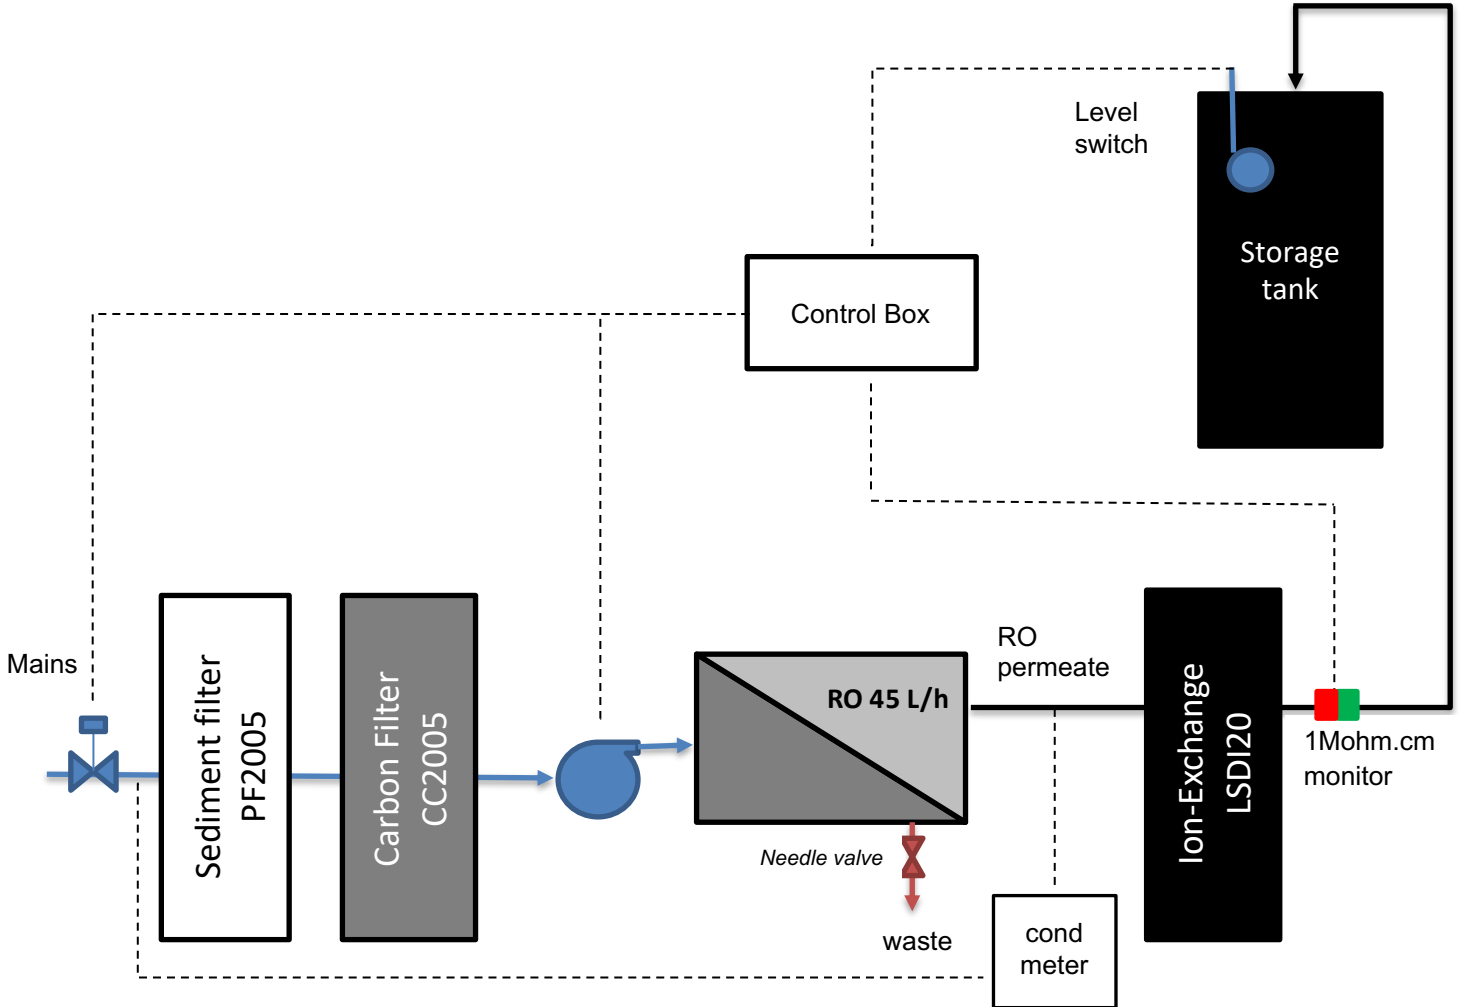 Level
switch
Storage
tank
Control Box
Mains
Sediment filter
PF2005
Carbon Filter
CC2005
RO 45 L/h
RO
permeate
Ion-Exchange
LSDI20
1Mohm.cm
monitor
Needle valve
waste
cond
meter